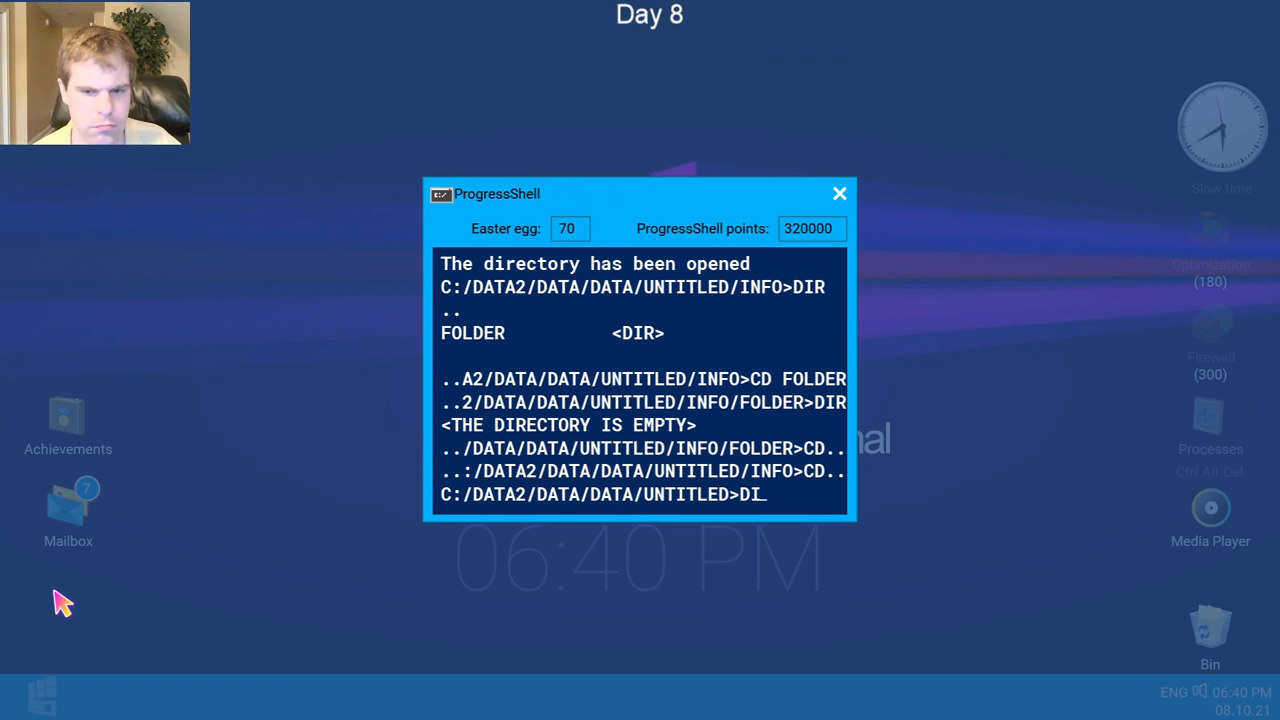 Day 8
ProgressShell
Easter egg: 70 ProgressShell points: 320000
The directory has been opened
C:/DATA2/DATA/DATA/UNTITLED/INFO>DIR
..
FOLDER <DIR>
..A2/DATA/DATA/UNTITLED/INFO>CD FOLDER
..2/DATA/DATA/UNTITLED/INFO/FOLDER>DIR
<THE DIRECTORY IS EMPTY>
../DATA/DATA/UNTITLED/INFO/FOLDER>CD..
..:/DATA2/DATA/DATA/UNTITLED/INFO>CD..
C:/DATA2/DATA/DATA/UNTITLED>DI_
Achievements
7
Mailbox
nal
06:40 PM
Slow time
Optimization
(180)
Firewall
(300)
Processes
Ctrl Alt Del
Media Player
Bin
ENG 06:40 PM
08.10.21